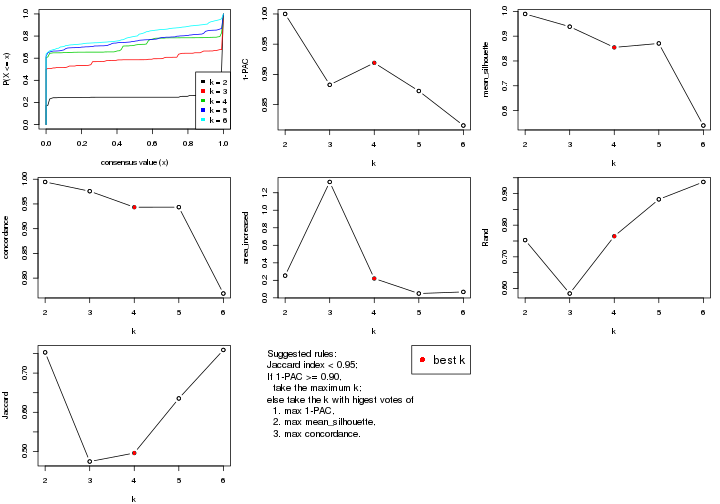 P(X <= x)
0.0 0.2 0.4 0.6 0.8 1.0
k = 2
k = 3
k = 4
k = 5
k = 6
0.0 0.2 0.4 0.6 0.8 1.0
consensus value (x)
1-PAC
0.85 0.90 0.95 1.00
2 3 4 5 6
k
mean_silhouette
0.6 0.7 0.8 0.9 1.0
2 3 4 5 6
k
concordance
0.80 0.85 0.90 0.95 1.00
2 3 4 5 6
k
area_increased
0.0 0.2 0.4 0.6 0.8 1.0 1.2
2 3 4 5 6
k
Rand
0.60 0.70 0.80 0.90
2 3 4 5 6
k
Jaccard
0.50 0.60 0.70
2 3 4 5 6
k
Suggested rules:
Jaccard index < 0.95;
If 1-PAC >= 0.90,
take the maximum k;
else take the k with higest votes of
1. max 1-PAC,
2. max mean_silhouette,
3. max concordance.
best k